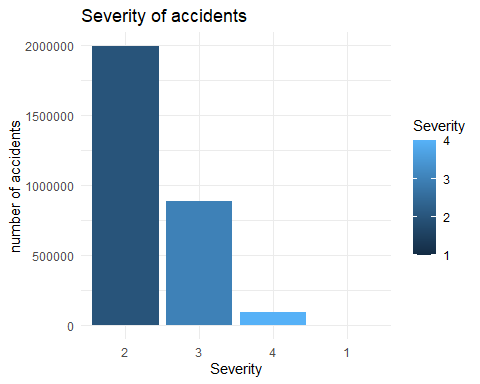 Severity of accidents
number of accidents
2000000
1500000
1000000
500000
0
2 3 4 1
Severity
Severity
4
3
2
1